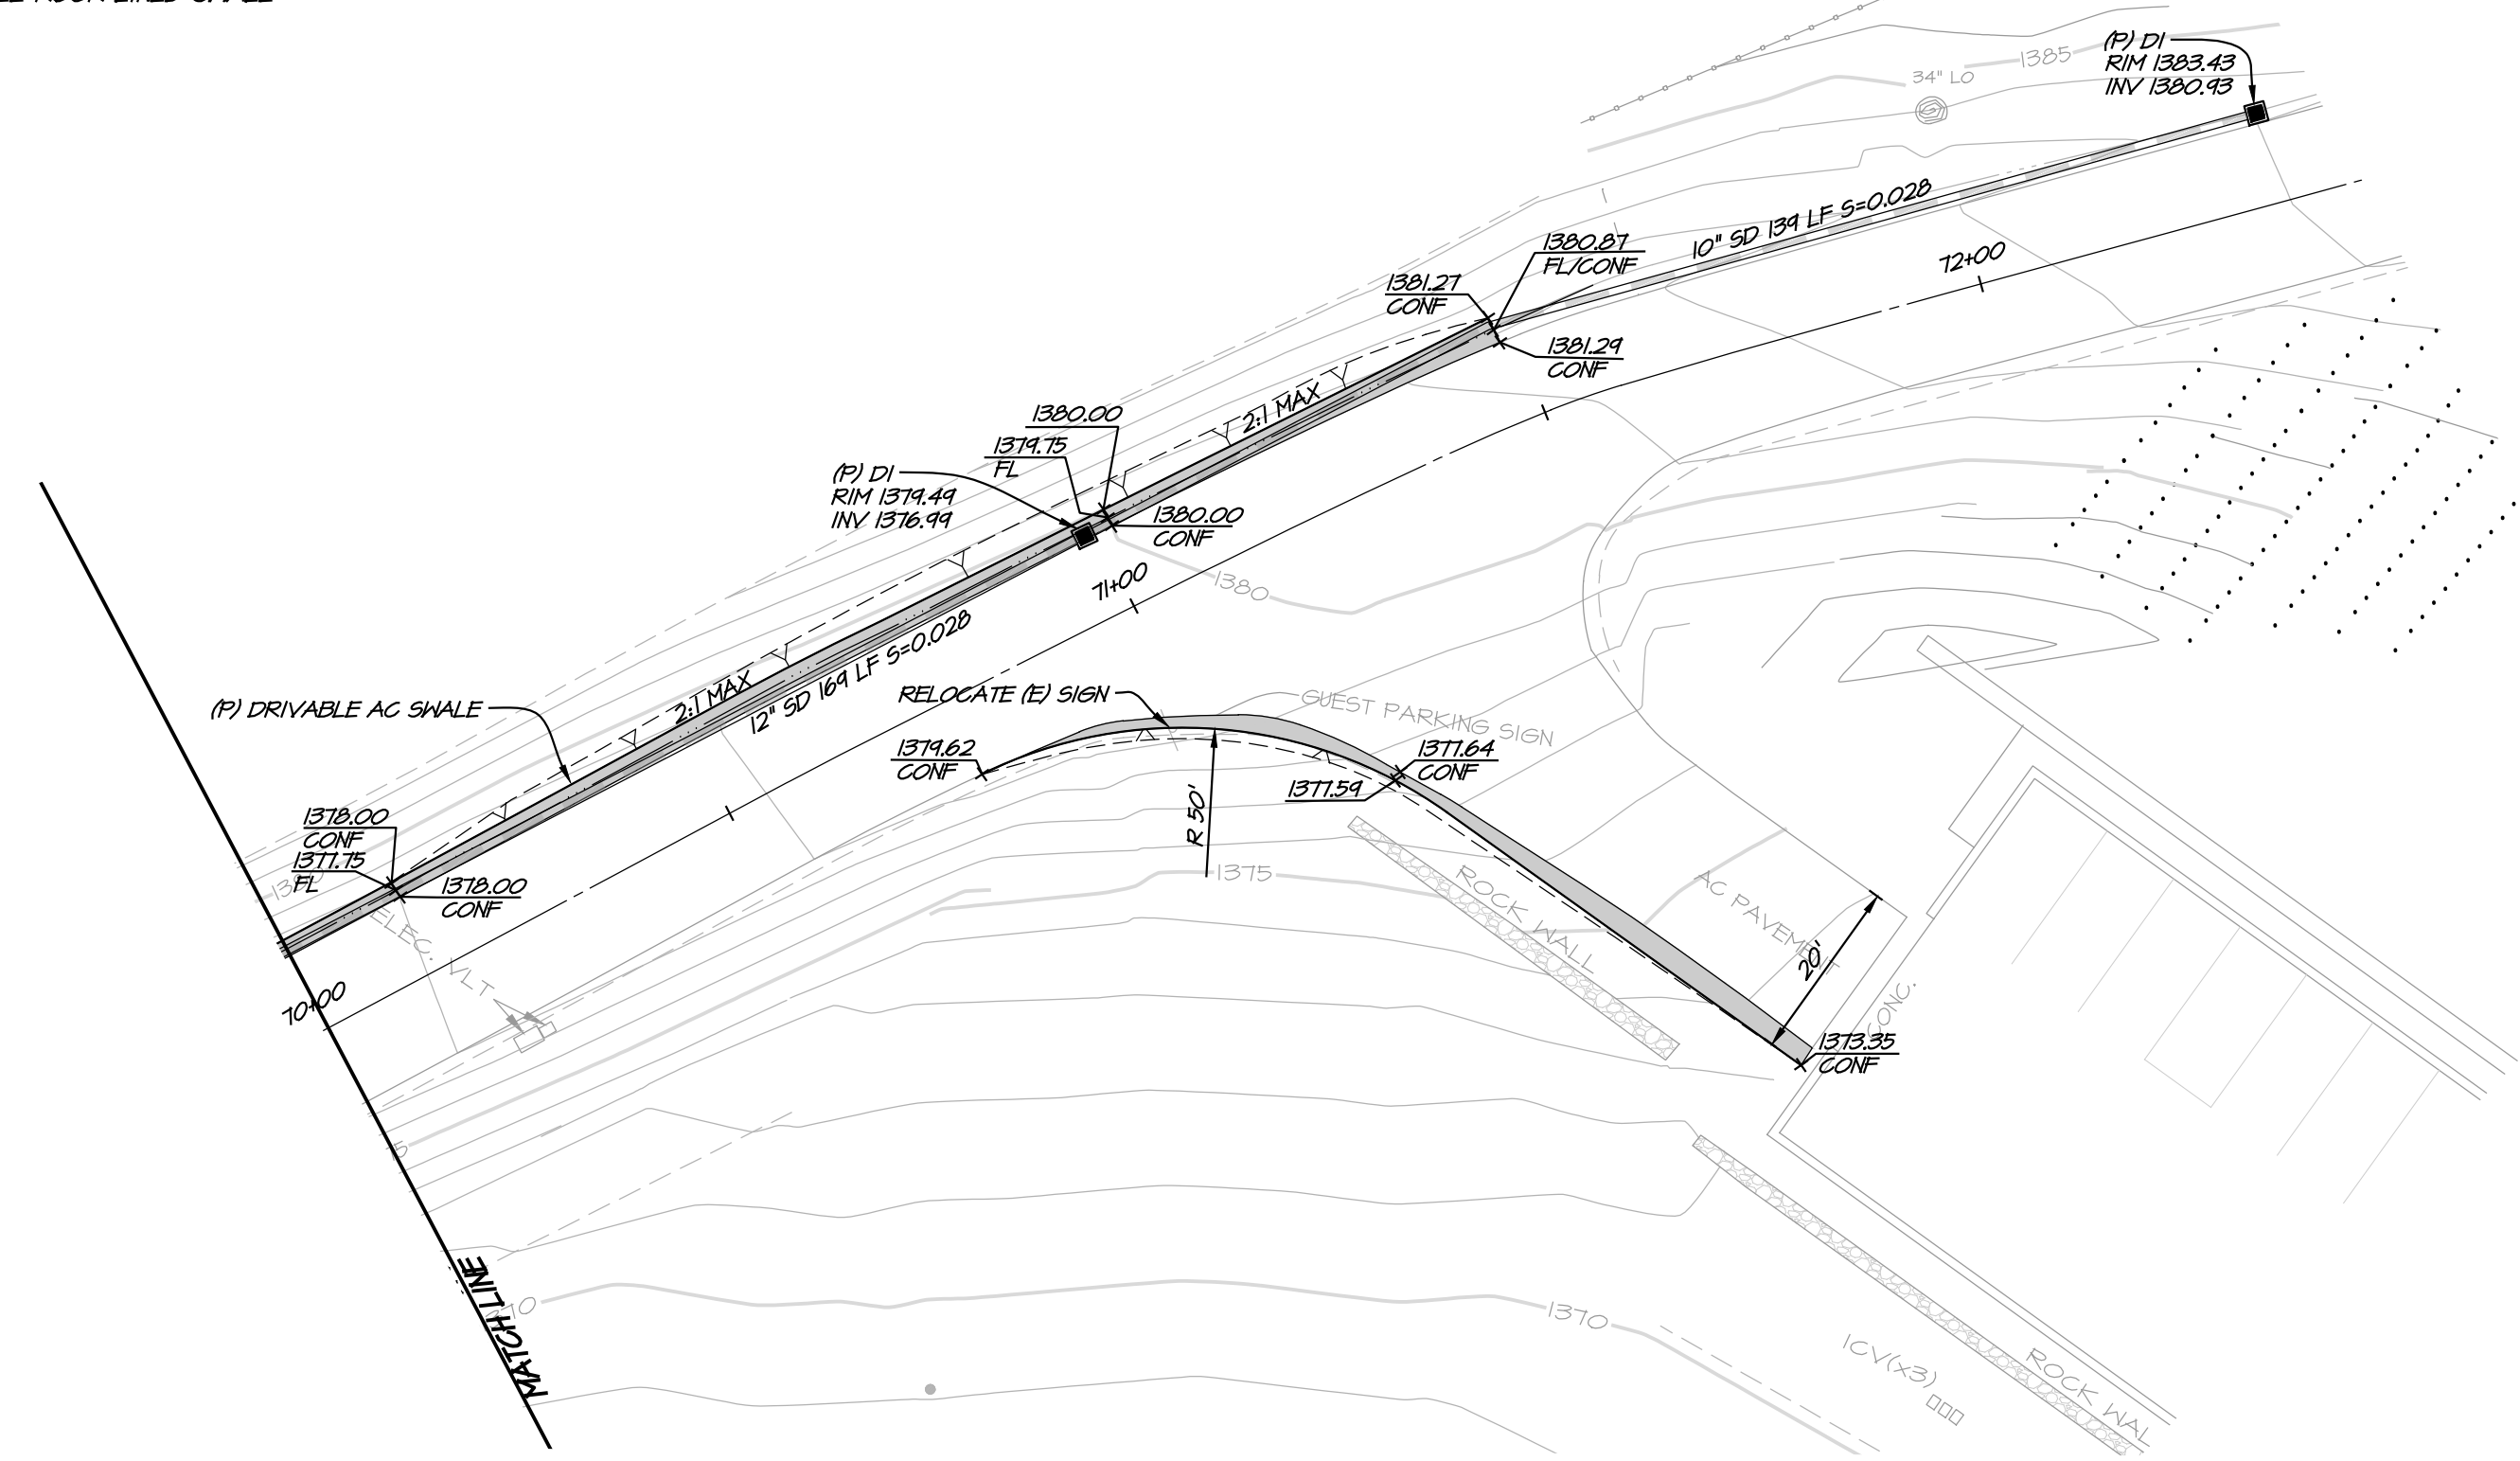 (P) DI
RIM 1383.43
INV 1380.93
1385
34" LO
10" SD 139 LF S=0.028
72+00
1380.87
FL/CONF
1381.27
CONF
1381.29
CONF
2:1 MAX
1380.00
1379.75
FL
(P) DI
RIM 1379.49
INV 1376.99
1380.00
CONF
71+00
1380
12" SD 169 LF S=0.028
2:1 MAX
(P) DRIVABLE AC SWALE
RELOCATE (E) SIGN
GUEST PARKING SIGN
1379.62
CONF
1377.64
CONF
1377.59
R 50'
1378.00
CONF
1377.75
FL
1378.00
CONF
ELEC. VLT
70+00
1375
ROCK WALL
AC PAVEMENT
20'
CONC.
1373.35
CONF
5
MATCH LINE
1370
ICV(x3)
ROCK WAL